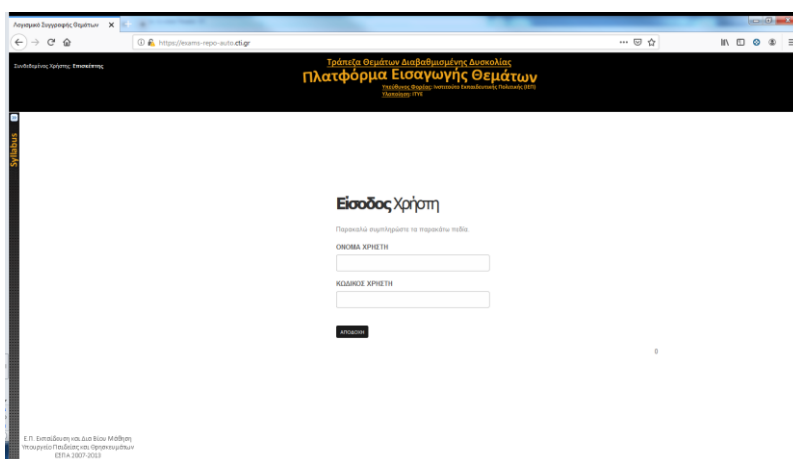 Λογισμικό Συγγραφής Θεμάτων
https://exams-repo-auto.cti.gr
Συνδεδεμένος Χρήστης: Επισκέπτης
Τράπεζα Θεμάτων Διαβαθμισμένης Δυσκολίας
Πλατφόρμα Εισαγωγής Θεμάτων
Υπεύθυνος Φορέας: Ινστιτούτο Εκπαιδευτικής Πολιτικής (ΙΕΠ)
Υλοποίηση: ΙΤΥΕ
Syllabus
Είσοδος Χρήστη
Παρακαλώ συμπληρώστε τα παρακάτω πεδία.
ΟΝΟΜΑ ΧΡΗΣΤΗ
ΚΩΔΙΚΟΣ ΧΡΗΣΤΗ
ΑΠΟΔΟΧΗ
0
Ε.Π. Εκπαίδευση και Δια Βίου Μάθηση
Υπουργείο Παιδείας και Θρησκευμάτων
ΕΣΠΑ 2007-2013